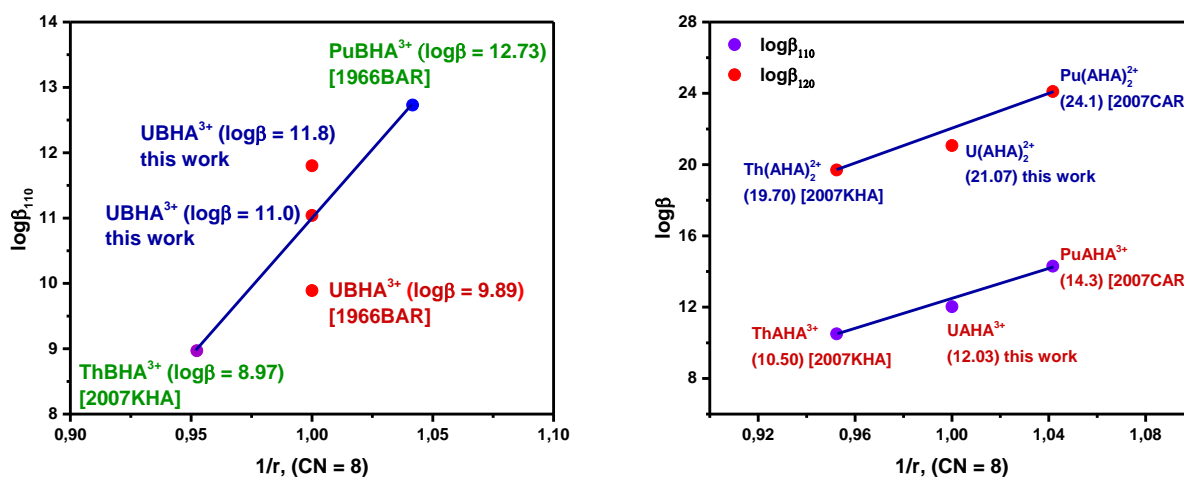 14
13
12
11
10
9
8
logβ110
PuBHA3+ (logβ = 12.73)
[1966BAR]
UBHA3+ (logβ = 11.8)
this work
UBHA3+ (logβ = 11.0)
this work
UBHA3+ (logβ = 9.89)
[1966BAR]
ThBHA3+ (logβ = 8.97)
[2007KHA]
0,90 0,95 1,00 1,05 1,10
1/r, (CN = 8)
28
24
20
16
12
8
logβ
logβ110
logβ120
Pu(AHA)22+
(24.1) [2007CAR]
Th(AHA)22+
(19.70) [2007KHA]
U(AHA)22+
(21.07) this work
PuAHA3+
(14.3) [2007CAR]
ThAHA3+
(10.50) [2007KHA]
UAHA3+
(12.03) this work
0,92 0,96 1,00 1,04 1,08
1/r, (CN = 8)